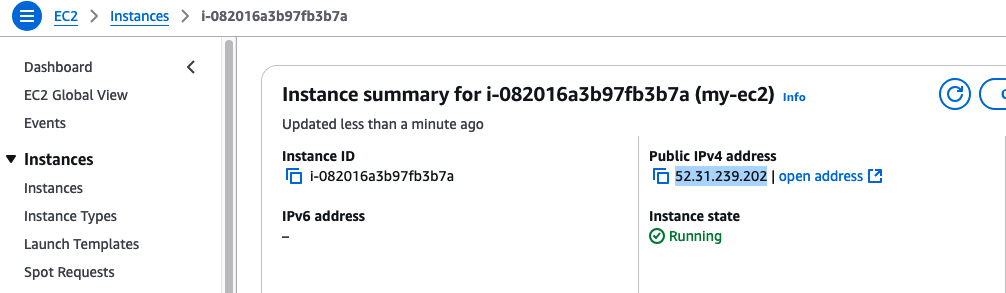 EC2 > Instances > i-082016a3b97fb3b7a
Dashboard
EC2 Global View
Events
Instances
Instances
Instance Types
Launch Templates
Spot Requests
Instance summary for i-082016a3b97fb3b7a (my-ec2) Info
Updated less than a minute ago
Instance ID
i-082016a3b97fb3b7a
IPv6 address
–
Public IPv4 address
52.31.239.202 | open address
Instance state
Running